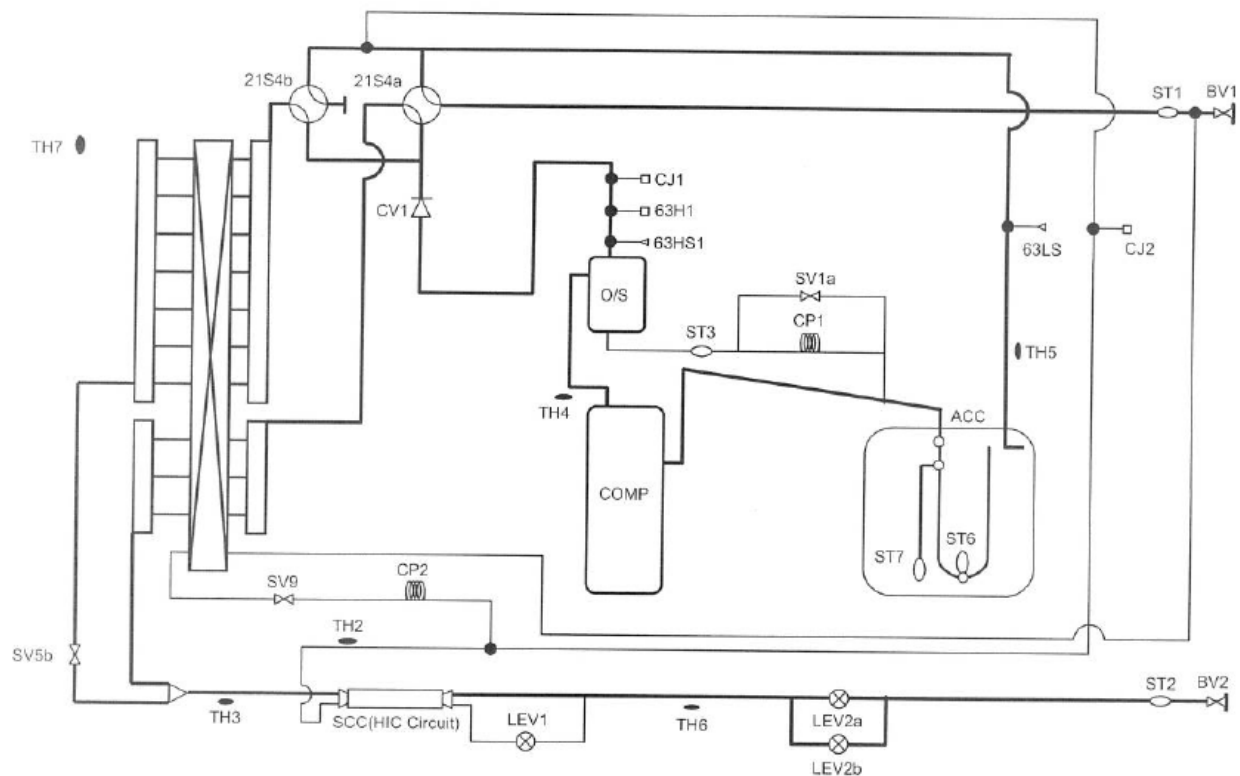 21S4b
21S4a
ST1
BV1
TH7
CJ1
CV1
63H1
63HS1
63LS
CJ2
O/S
SV1a
ST3
CP1
TH5
TH4
ACC
COMP
ST6
ST7
CP2
SV9
TH2
SV5b
ST2
BV2
TH3
SCC(HIC Circuit)
LEV1
TH6
LEV2a
LEV2b